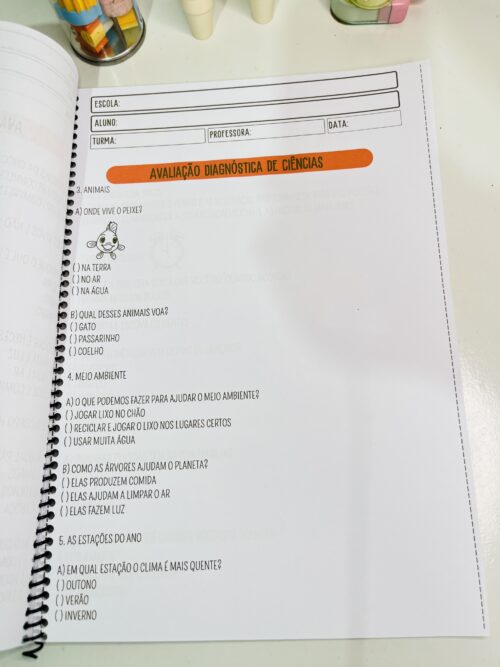 ESCOLA:
ALUNO:
TURMA: PROFESSORA: DATA:
AVALIAÇÃO DIAGNÓSTICA DE CIÊNCIAS
3. ANIMAIS
A) ONDE VIVE O PEIXE?
( ) NA TERRA
( ) NO AR
( ) NA ÁGUA
B) QUAL DESSES ANIMAIS VOA?
( ) GATO
( ) PASSARINHO
( ) COELHO
4. MEIO AMBIENTE
A) O QUE PODEMOS FAZER PARA AJUDAR O MEIO AMBIENTE?
( ) JOGAR LIXO NO CHÃO
( ) RECICLAR E JOGAR O LIXO NOS LUGARES CERTOS
( ) USAR MUITA ÁGUA
B) COMO AS ÁRVORES AJUDAM O PLANETA?
( ) ELAS PRODUZEM COMIDA
( ) ELAS AJUDAM A LIMPAR O AR
( ) ELAS FAZEM LUZ
5. AS ESTAÇÕES DO ANO
A) EM QUAL ESTAÇÃO O CLIMA É MAIS QUENTE?
( ) OUTONO
( ) VERÃO
( ) INVERNO